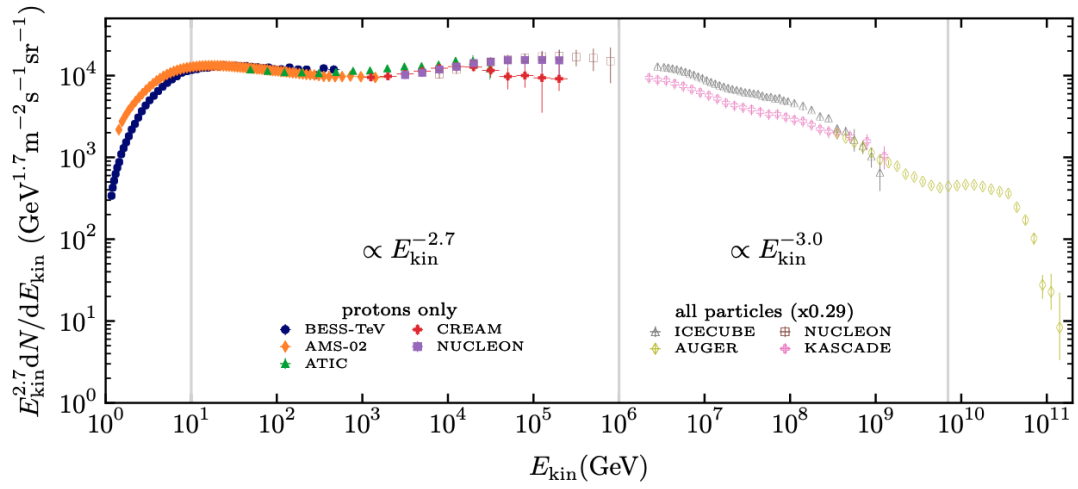 E_kin^2.7 dN/dE_kin (GeV^1.7 m^−2 s^−1 sr^−1)
10^4
10^3
10^2
10^1
10^0
∝ E_kin^−2.7
∝ E_kin^−3.0
protons only
BESS-TeV
CREAM
AMS-02
NUCLEON
ATIC
all particles (x0.29)
ICECUBE
NUCLEON
AUGER
KASCADE
10^0 10^1 10^2 10^3 10^4 10^5 10^6 10^7 10^8 10^9 10^10 10^11
E_kin(GeV)